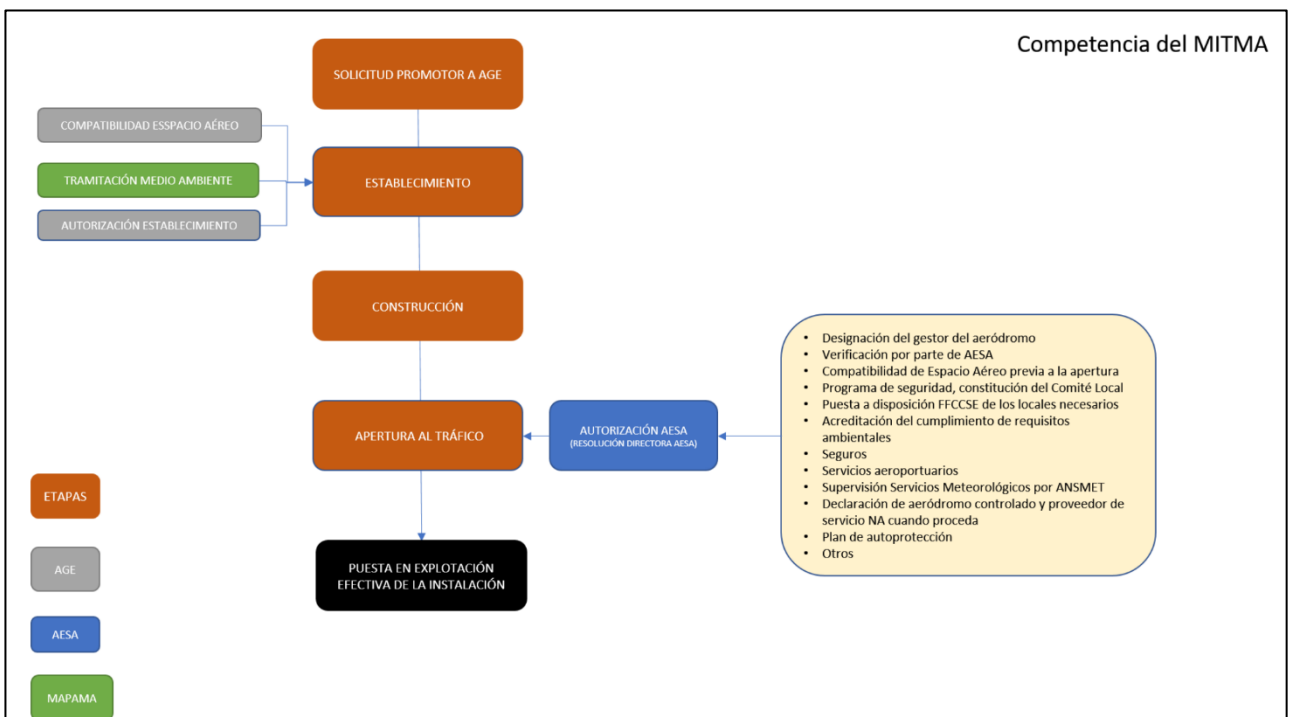 Competencia del MITMA
SOLICITUD PROMOTOR A AGE
COMPATIBILIDAD ESSPACIO AÉREO
TRAMITACIÓN MEDIO AMBIENTE
AUTORIZACIÓN ESTABLECIMIENTO
ESTABLECIMIENTO
CONSTRUCCIÓN
APERTURA AL TRÁFICO
AUTORIZACIÓN AESA
(RESOLUCIÓN DIRECTORA AESA)
• Designación del gestor del aeródromo
• Verificación por parte de AESA
• Compatibilidad de Espacio Aéreo previa a la apertura
• Programa de seguridad, constitución del Comité Local
• Puesta a disposición FFCCSE de los locales necesarios
• Acreditación del cumplimiento de requisitos
ambientales
• Seguros
• Servicios aeroportuarios
• Supervisión Servicios Meteorológicos por ANSMET
• Declaración de aeródromo controlado y proveedor de
servicio NA cuando proceda
• Plan de autoprotección
• Otros
PUESTA EN EXPLOTACIÓN
EFECTIVA DE LA INSTALACIÓN
ETAPAS
AGE
AESA
MAPAMA